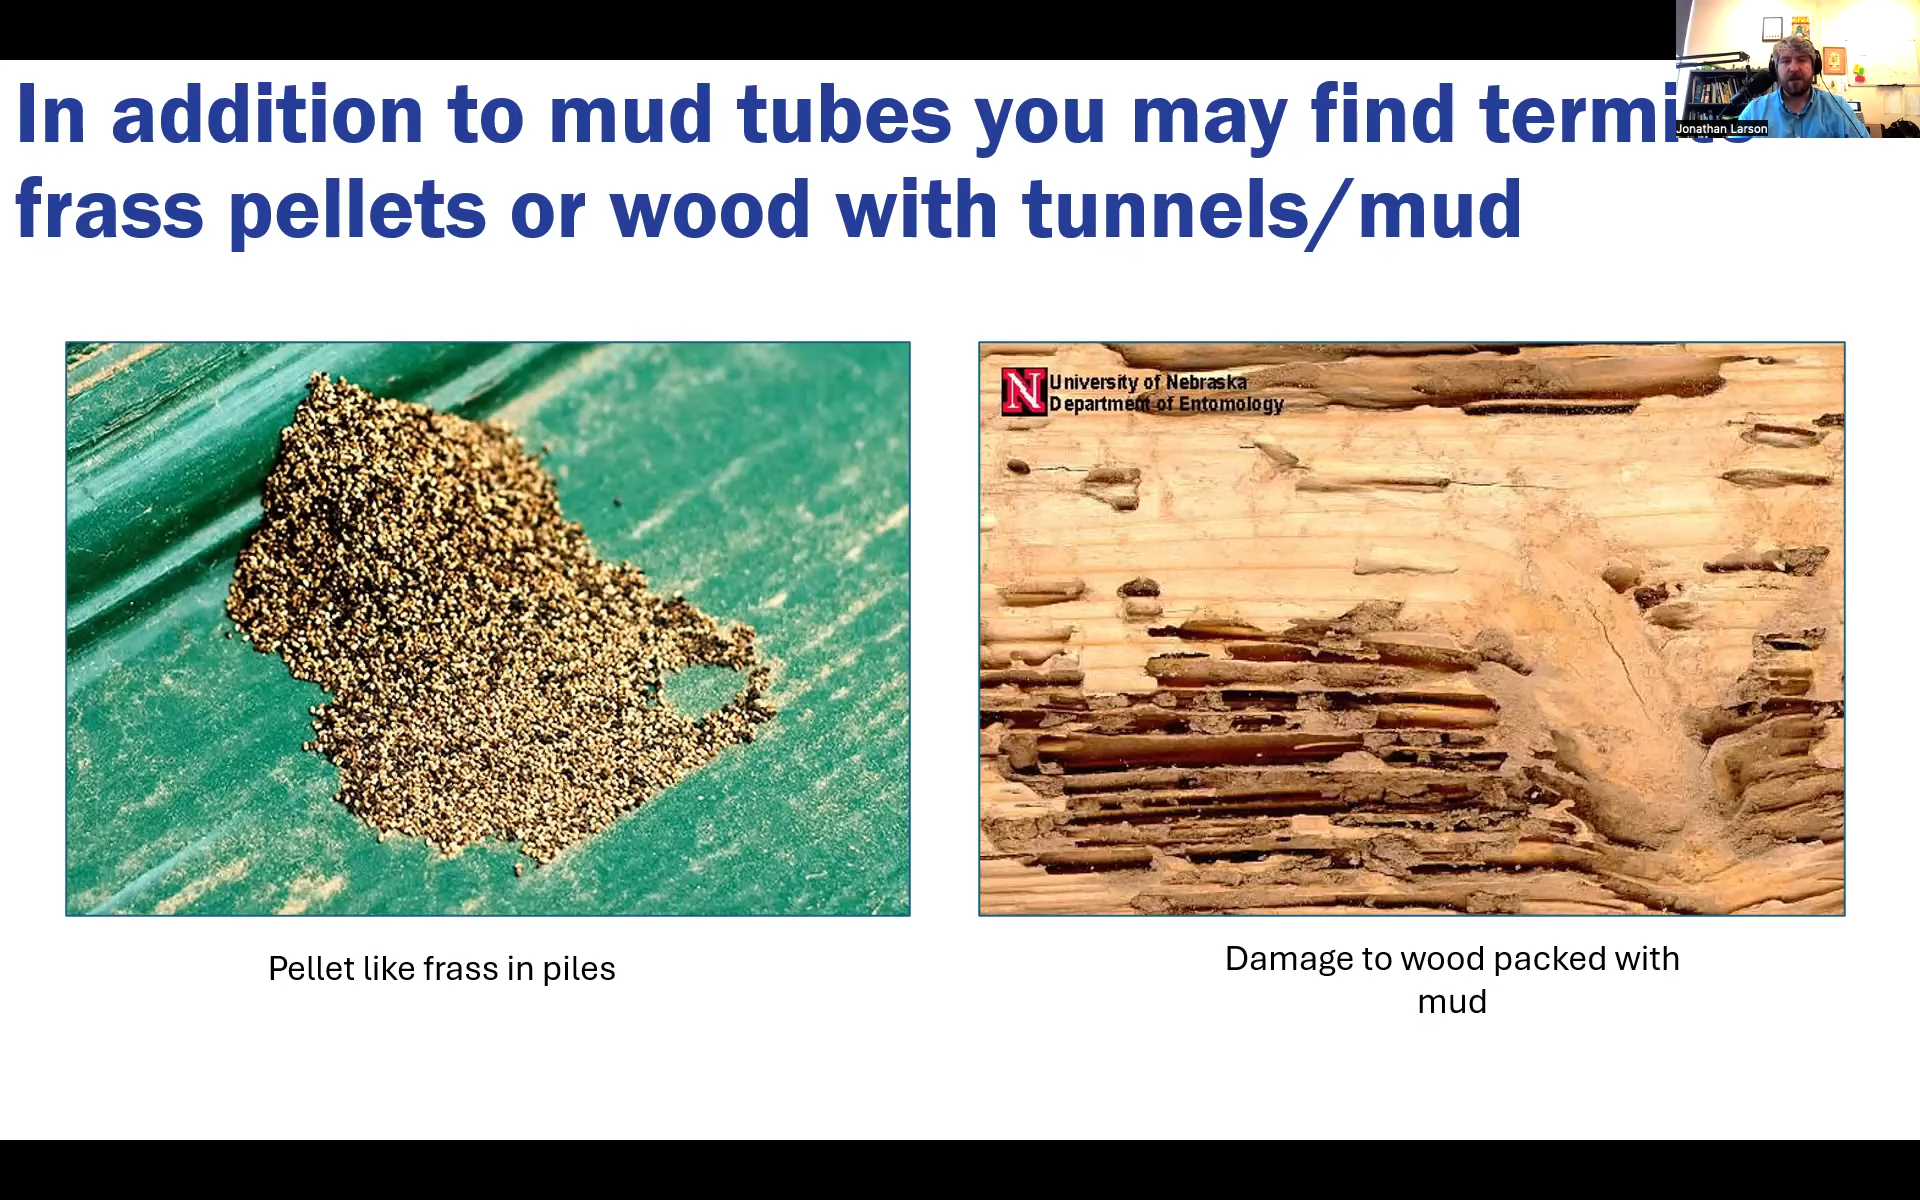 In addition to mud tubes you may find termite
frass pellets or wood with tunnels/mud
Jonathan Larson
N University of Nebraska
Department of Entomology
Pellet like frass in piles
Damage to wood packed with
mud